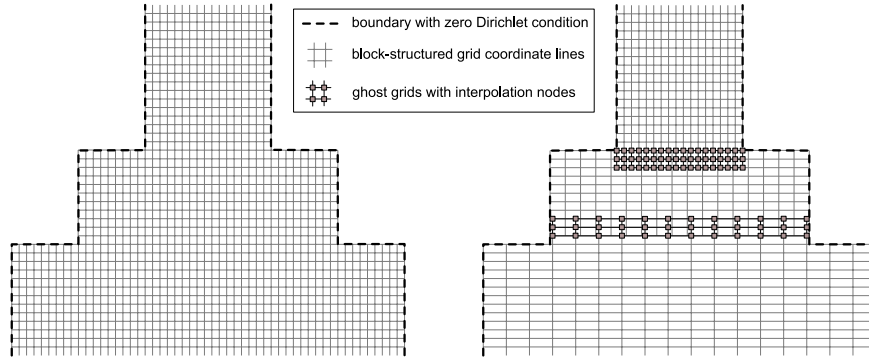 boundary with zero Dirichlet condition
block-structured grid coordinate lines
ghost grids with interpolation nodes